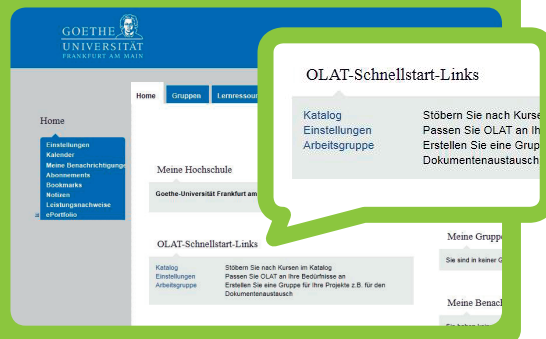 GOETHE
UNIVERSITÄT
FRANKFURT AM MAIN
Home Gruppen Lernressour
Home
Einstellungen
Kalender
Meine Benachrichtigunge
Abonnements
Bookmarks
Notizen
Leistungsnachweise
ePortfolio
Meine Hochschule
Goethe-Universität Frankfurt am
OLAT-Schnellstart-Links
Katalog Stöbern Sie nach Kursen im Katalog
Einstellungen Passen Sie OLAT an Ihre Bedürfnisse an
Arbeitsgruppe Erstellen Sie eine Gruppe für Ihre Projekte z.B. für den
Dokumentenaustausch
OLAT-Schnellstart-Links
Katalog Stöbern Sie nach Kurse
Einstellungen Passen Sie OLAT an Ih
Arbeitsgruppe Erstellen Sie eine Grup
Dokumentenaustausch
Meine Gruppe
Sie sind in keiner G
Meine Benach